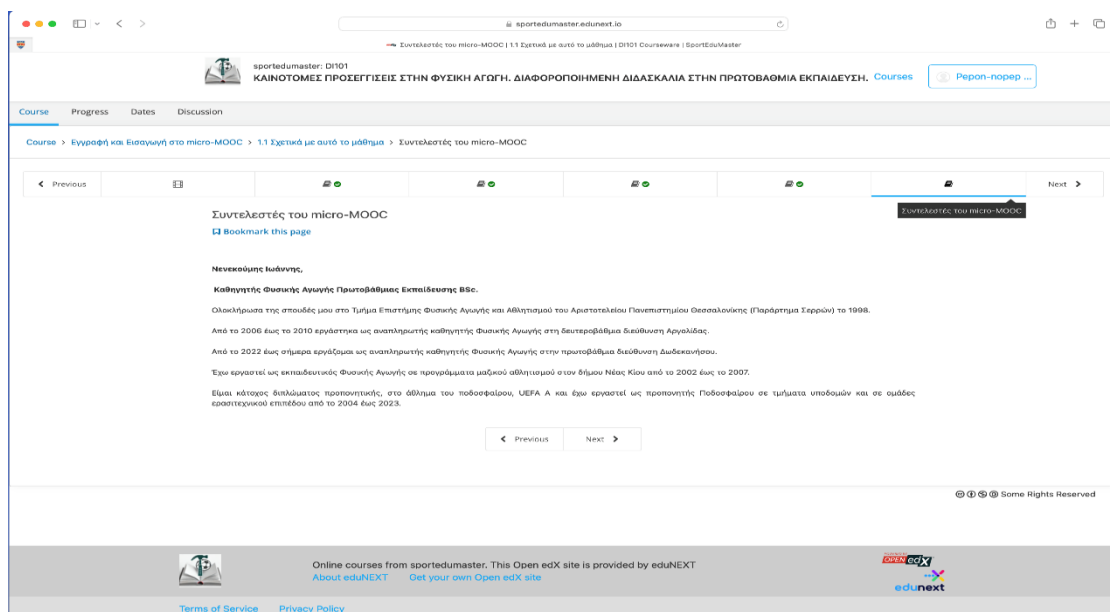 sportedumaster.edunext.io
Συντελεστές του micro-MOOC | 1.1 Σχετικά με αυτό το μάθημα | DI101 Courseware | SportEduMaster
sportedumaster: DI101
ΚΑΙΝΟΤΟΜΕΣ ΠΡΟΣΕΓΓΙΣΕΙΣ ΣΤΗΝ ΦΥΣΙΚΗ ΑΓΩΓΗ. ΔΙΑΦΟΡΟΠΟΙΗΜΕΝΗ ΔΙΔΑΣΚΑΛΙΑ ΣΤΗΝ ΠΡΩΤΟΒΑΘΜΙΑ ΕΚΠΑΙΔΕΥΣΗ. Courses Pepon-nopep ...
Course Progress Dates Discussion
Course > Εγγραφή και Εισαγωγή στο micro-MOOC > 1.1 Σχετικά με αυτό το μάθημα > Συντελεστές του micro-MOOC
Previous Next
Συντελεστές του micro-MOOC
Συντελεστές του micro-MOOC
Bookmark this page
Νενεκούμης Ιωάννης,
Καθηγητής Φυσικής Αγωγής Πρωτοβάθμιας Εκπαίδευσης BSc.
Ολοκλήρωσα της σπουδές μου στο Τμήμα Επιστήμης Φυσικής Αγωγής και Αθλητισμού του Αριστοτελείου Πανεπιστημίου Θεσσαλονίκης (Παράρτημα Σερρών) το 1998.
Από το 2006 έως το 2010 εργάστηκα ως αναπληρωτής καθηγητής Φυσικής Αγωγής στη δευτεροβάθμια διεύθυνση Αργολίδας.
Από το 2022 έως σήμερα εργάζομαι ως αναπληρωτής καθηγητής Φυσικής Αγωγής στην πρωτοβάθμια διεύθυνση Δωδεκανήσου.
Έχω εργαστεί ως εκπαιδευτικός Φυσικής Αγωγής σε προγράμματα μαζικού αθλητισμού στον δήμου Νέας Κίου από το 2002 έως το 2007.
Είμαι κάτοχος διπλώματος προπονητικής, στο άθλημα του ποδοσφαίρου, UEFA A και έχω εργαστεί ως προπονητής Ποδοσφαίρου σε τμήματα υποδομών και σε ομάδες
ερασιτεχνικού επιπέδου από το 2004 έως 2023.
Previous Next
Some Rights Reserved
Online courses from sportedumaster. This Open edX site is provided by eduNEXT
About eduNEXT Get your own Open edX site
OPEN edX
edunext
Terms of Service Privacy Policy